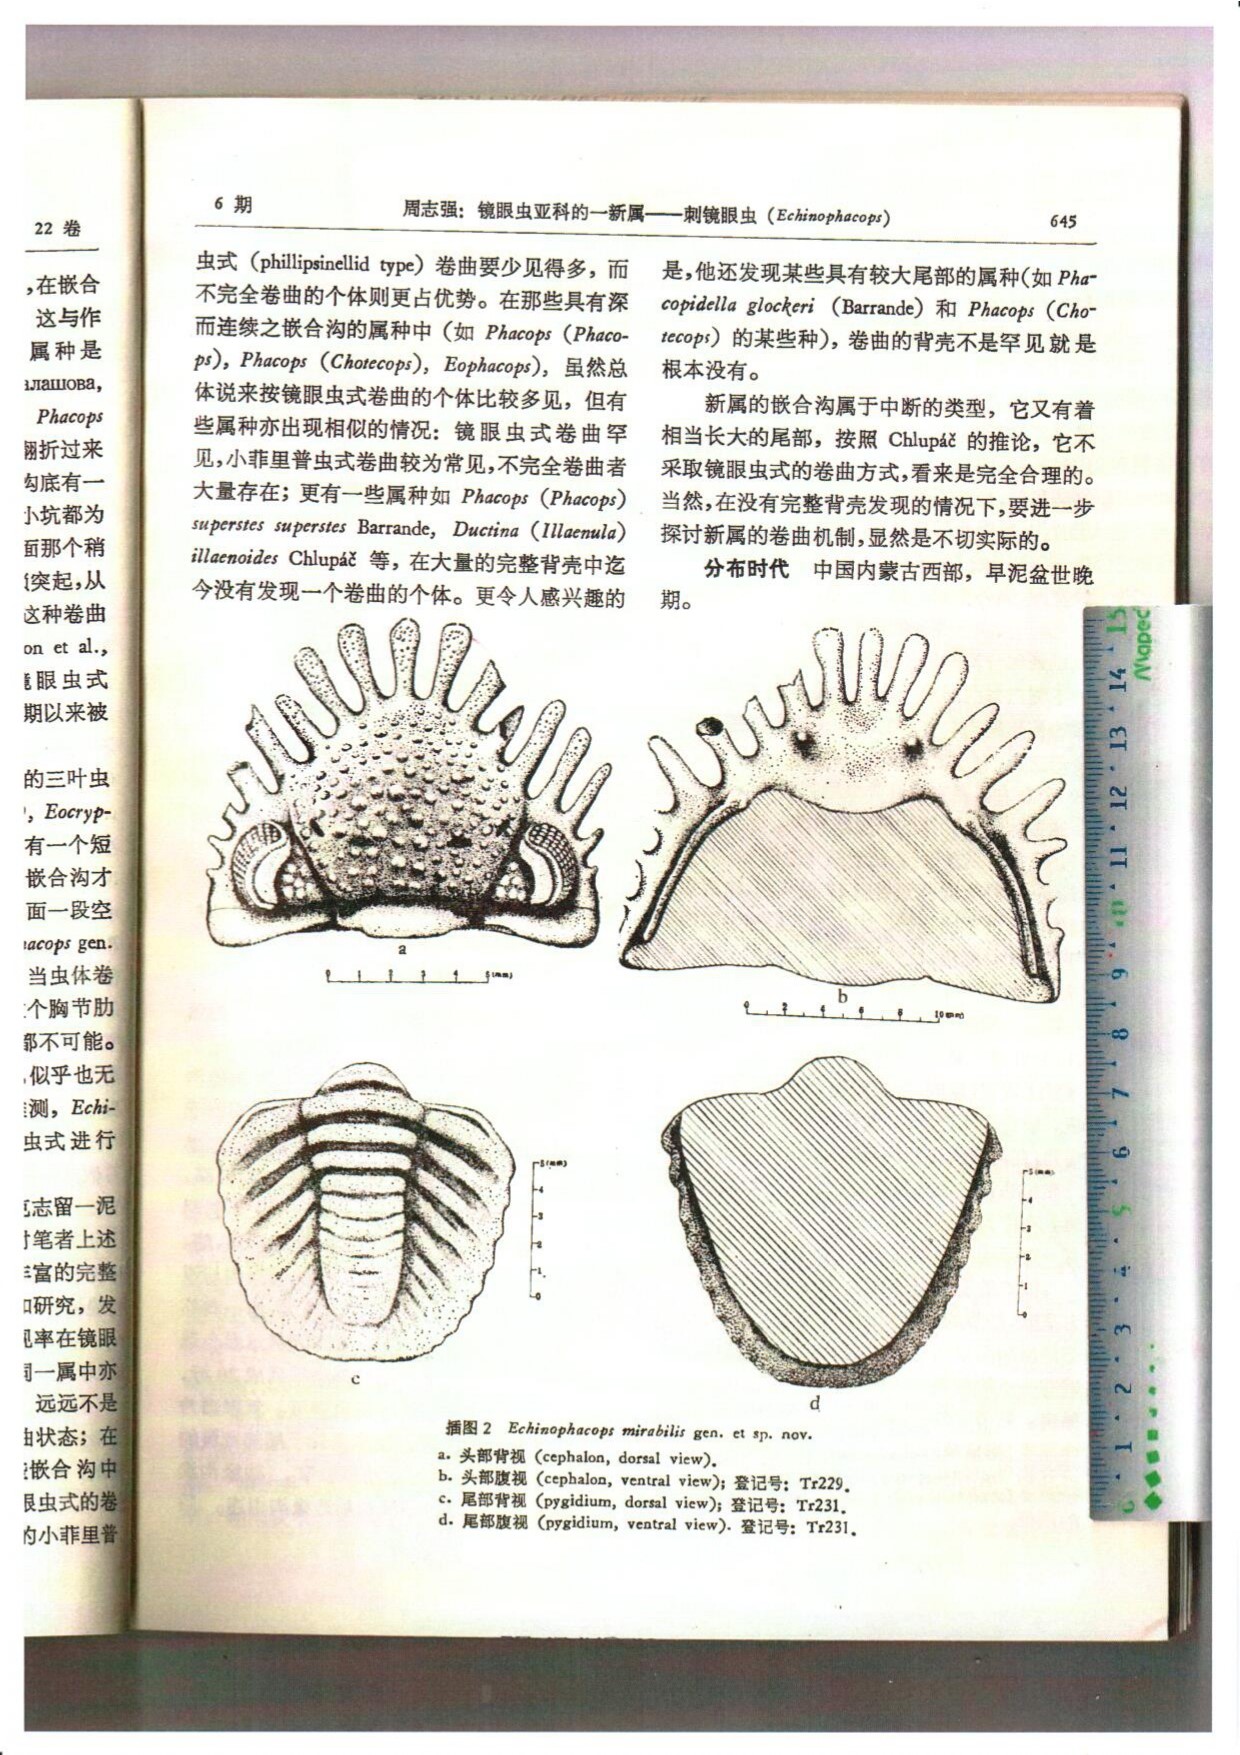 22 卷
,在嵌合
这与作
属种是
алашова,
Phacops
翻折过来
沟底有一
小坑都为
面那个稍
突起,从
这种卷曲
on et al.,
眼虫式
期以来被
的三叶虫
, Eocryp-
有一个短
嵌合沟才
面一段空
acops gen.
当虫体卷
个胸节肋
都不可能。
似乎也无
测, Echi-
虫式进行
志留一泥
笔者上述
丰富的完整
和研究，发
现率在镜眼
同一属中亦
远远不是
曲状态；在
嵌合沟中
眼虫式的卷
的小菲里普
6 期
周志强：镜眼虫亚科的一新属——刺镜眼虫 (Echinophacops)
645
虫式 (phillipsinellid type) 卷曲要少见得多，而
不完全卷曲的个体则更占优势。在那些具有深
而连续之嵌合沟的属种中 (如 Phacops (Phaco-
ps), Phacops (Chotecops), Eophacops), 虽然总
体说来按镜眼虫式卷曲的个体比较多见，但有
些属种亦出现相似的情况：镜眼虫式卷曲罕
见,小菲里普虫式卷曲较为常见,不完全卷曲者
大量存在；更有一些属种如 Phacops (Phacops)
superstes superstes Barrande, Ductina (Illaenula)
illaenoides Chlupáč 等，在大量的完整背壳中迄
今没有发现一个卷曲的个体。更令人感兴趣的
是,他还发现某些具有较大尾部的属种(如 Pha-
copidella glockeri (Barrande) 和 Phacops (Cho-
tecops) 的某些种)，卷曲的背壳不是罕见就是
根本没有。
新属的嵌合沟属于中断的类型，它又有着
相当长大的尾部，按照 Chlupáč 的推论，它不
采取镜眼虫式的卷曲方式,看来是完全合理的。
当然,在没有完整背壳发现的情况下,要进一步
探讨新属的卷曲机制,显然是不切实际的。
分布时代 中国内蒙古西部，早泥盆世晚
期。
a
0 1 2 3 4 5(mm)
b
0 2 4 6 8 10(mm)
5(mm)
4
3
2
1
0
c
5(mm)
4
3
2
1
0
d
插图 2 Echinophacops mirabilis gen. et sp. nov.
a. 头部背视 (cephalon, dorsal view).
b. 头部腹视 (cephalon, ventral view)；登记号：Tr229.
c. 尾部背视 (pygidium, dorsal view)；登记号：Tr231.
d. 尾部腹视 (pygidium, ventral view). 登记号：Tr231.
0 1 2 3 4 5 6 7 8 9 10 11 12 13 14 15
Maped